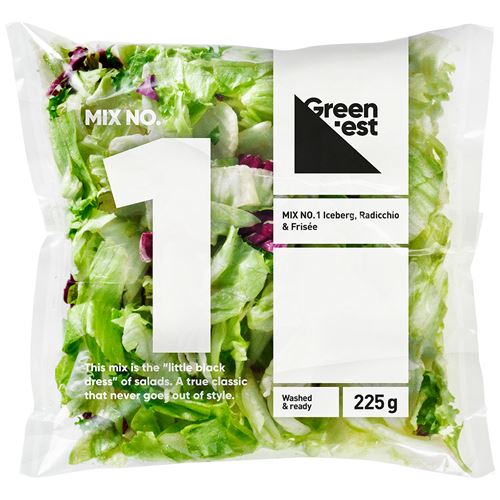 MIX NO.
1
Green
'est
MIX NO.1 Iceberg, Radicchio
& Frisée
This mix is the "little black
dress" of salads. A true classic
that never goes out of style.
Washed
& ready
225 g